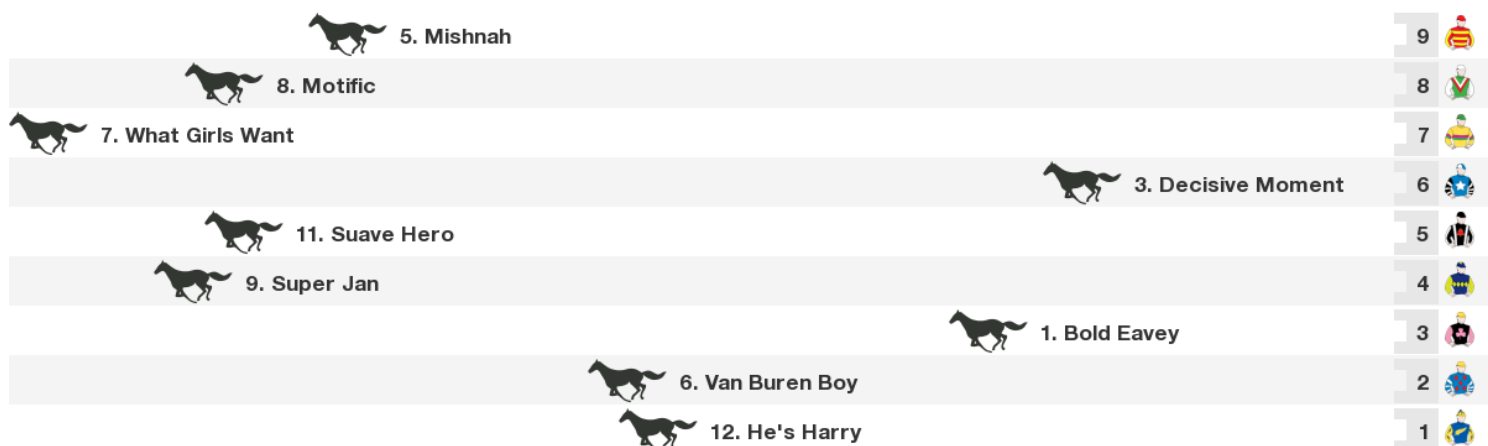 5. Mishnah 9
8. Motific 8
7. What Girls Want 7
3. Decisive Moment 6
11. Suave Hero 5
9. Super Jan 4
1. Bold Eavey 3
6. Van Buren Boy 2
12. He's Harry 1